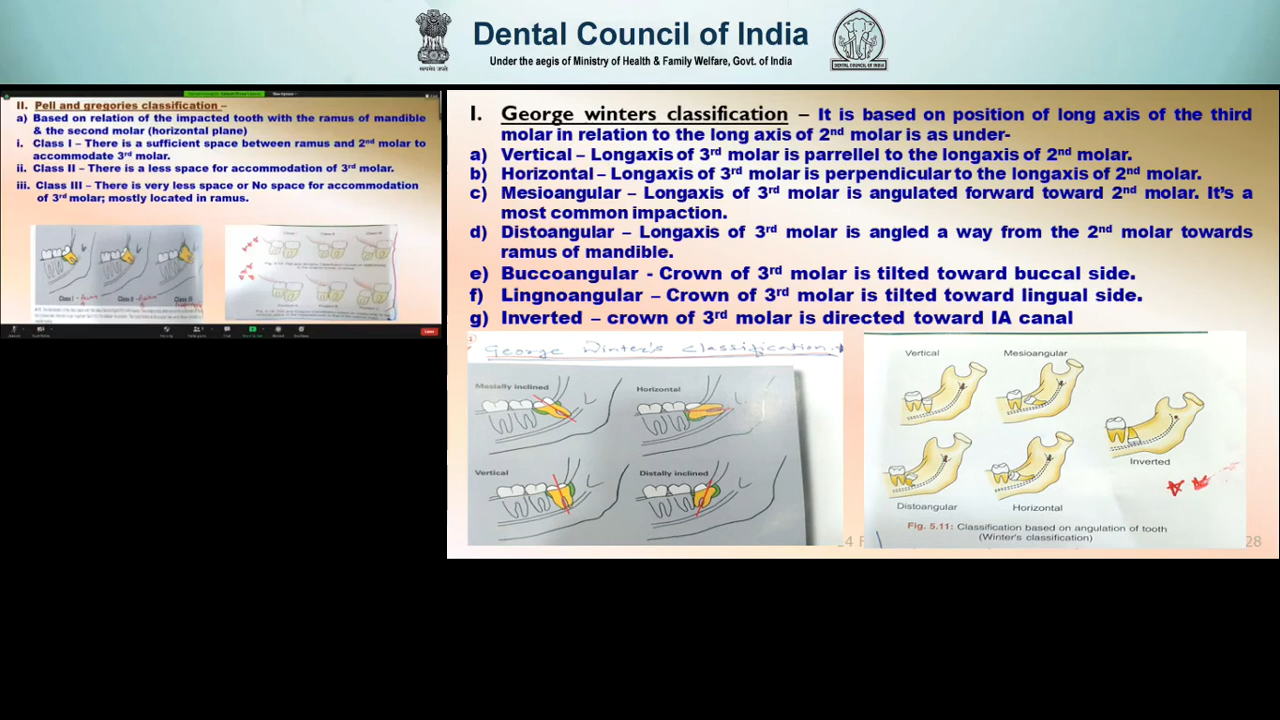 Dental Council of India
Under the aegis of Ministry of Health & Family Welfare, Govt. of India
सत्यमेव जयते
DENTAL COUNCIL OF INDIA
II. Pell and gregories classification –
a) Based on relation of the impacted tooth with the ramus of mandible
& the second molar (horizontal plane)
i. Class I – There is a sufficient space between ramus and 2nd molar to
accommodate 3rd molar.
ii. Class II – There is a less space for accommodation of 3rd molar.
iii. Class III – There is very less space or No space for accommodation
of 3rd molar; mostly located in ramus.
Class I
Class II
Class III
I. George winters classification – It is based on position of long axis of the third
molar in relation to the long axis of 2nd molar is as under-
a) Vertical – Longaxis of 3rd molar is parrellel to the longaxis of 2nd molar.
b) Horizontal – Longaxis of 3rd molar is perpendicular to the longaxis of 2nd molar.
c) Mesioangular – Longaxis of 3rd molar is angulated forward toward 2nd molar. It's a
most common impaction.
d) Distoangular – Longaxis of 3rd molar is angled a way from the 2nd molar towards
ramus of mandible.
e) Buccoangular - Crown of 3rd molar is tilted toward buccal side.
f) Lingnoangular – Crown of 3rd molar is tilted toward lingual side.
g) Inverted – crown of 3rd molar is directed toward IA canal
George Winter's classification.
Mesially inclined
Horizontal
Vertical
Distally inclined
Vertical
Mesioangular
Inverted
Distoangular
Horizontal
Fig. 5.11: Classification based on angulation of tooth
(Winter's classification)
28